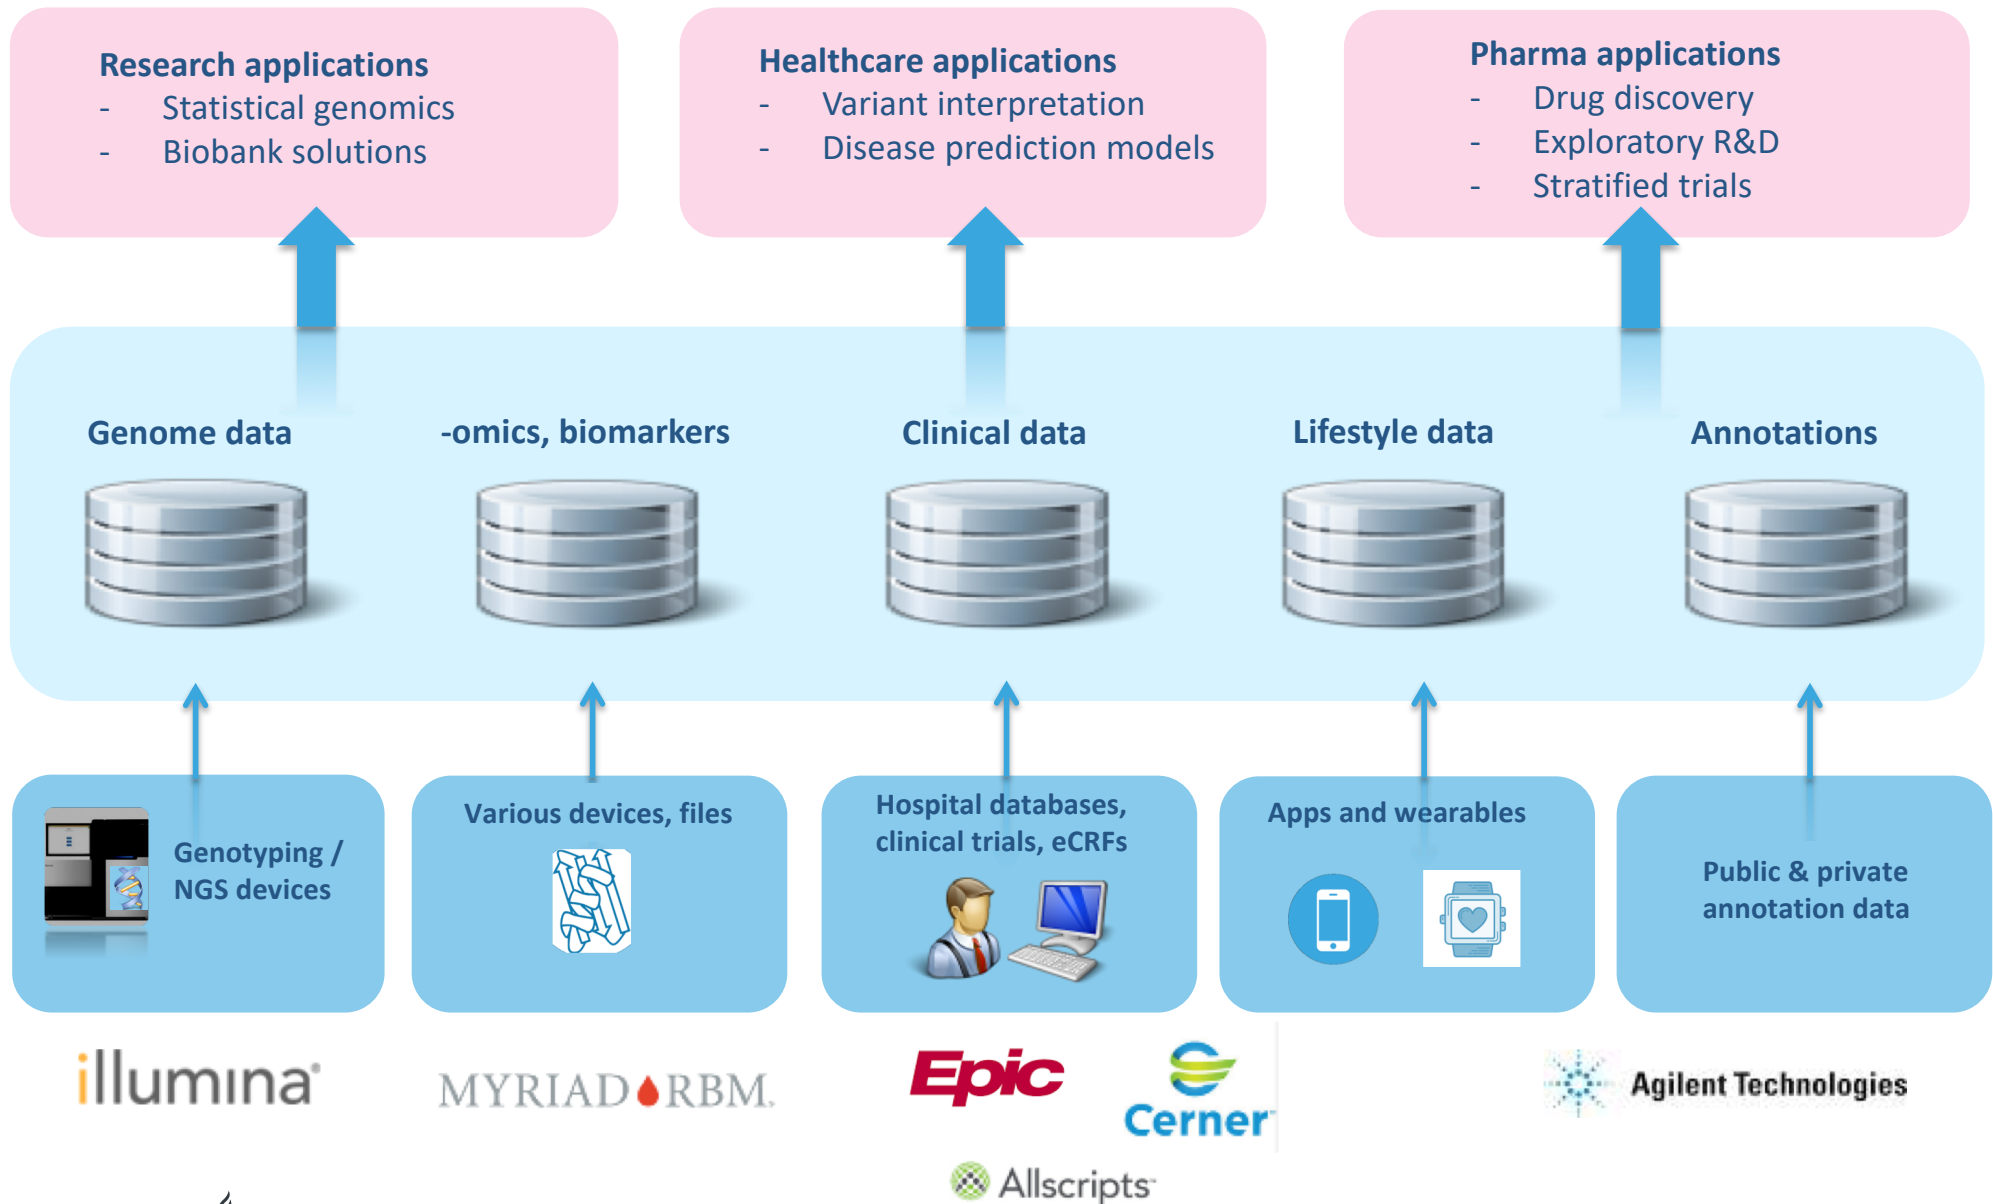 Research applications
- Statistical genomics
- Biobank solutions
Healthcare applications
- Variant interpretation
- Disease prediction models
Pharma applications
- Drug discovery
- Exploratory R&D
- Stratified trials
Genome data
-omics, biomarkers
Clinical data
Lifestyle data
Annotations
Genotyping /
NGS devices
Various devices, files
Hospital databases,
clinical trials, eCRFs
Apps and wearables
Public & private
annotation data
illumina®
MYRIAD RBM.
Epic
Cerner™
Agilent Technologies
Allscripts™